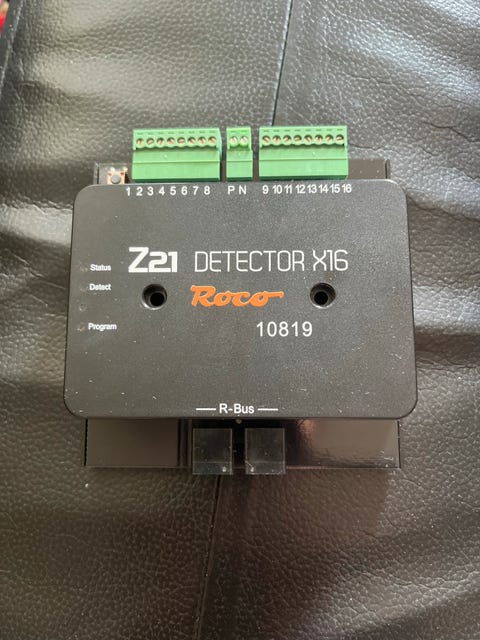 1 2 3 4 5 6 7 8 P N 9 10 11 12 13 14 15 16
Status
Z21 DETECTOR X16
Detect
Roco
Program
10819
R-Bus